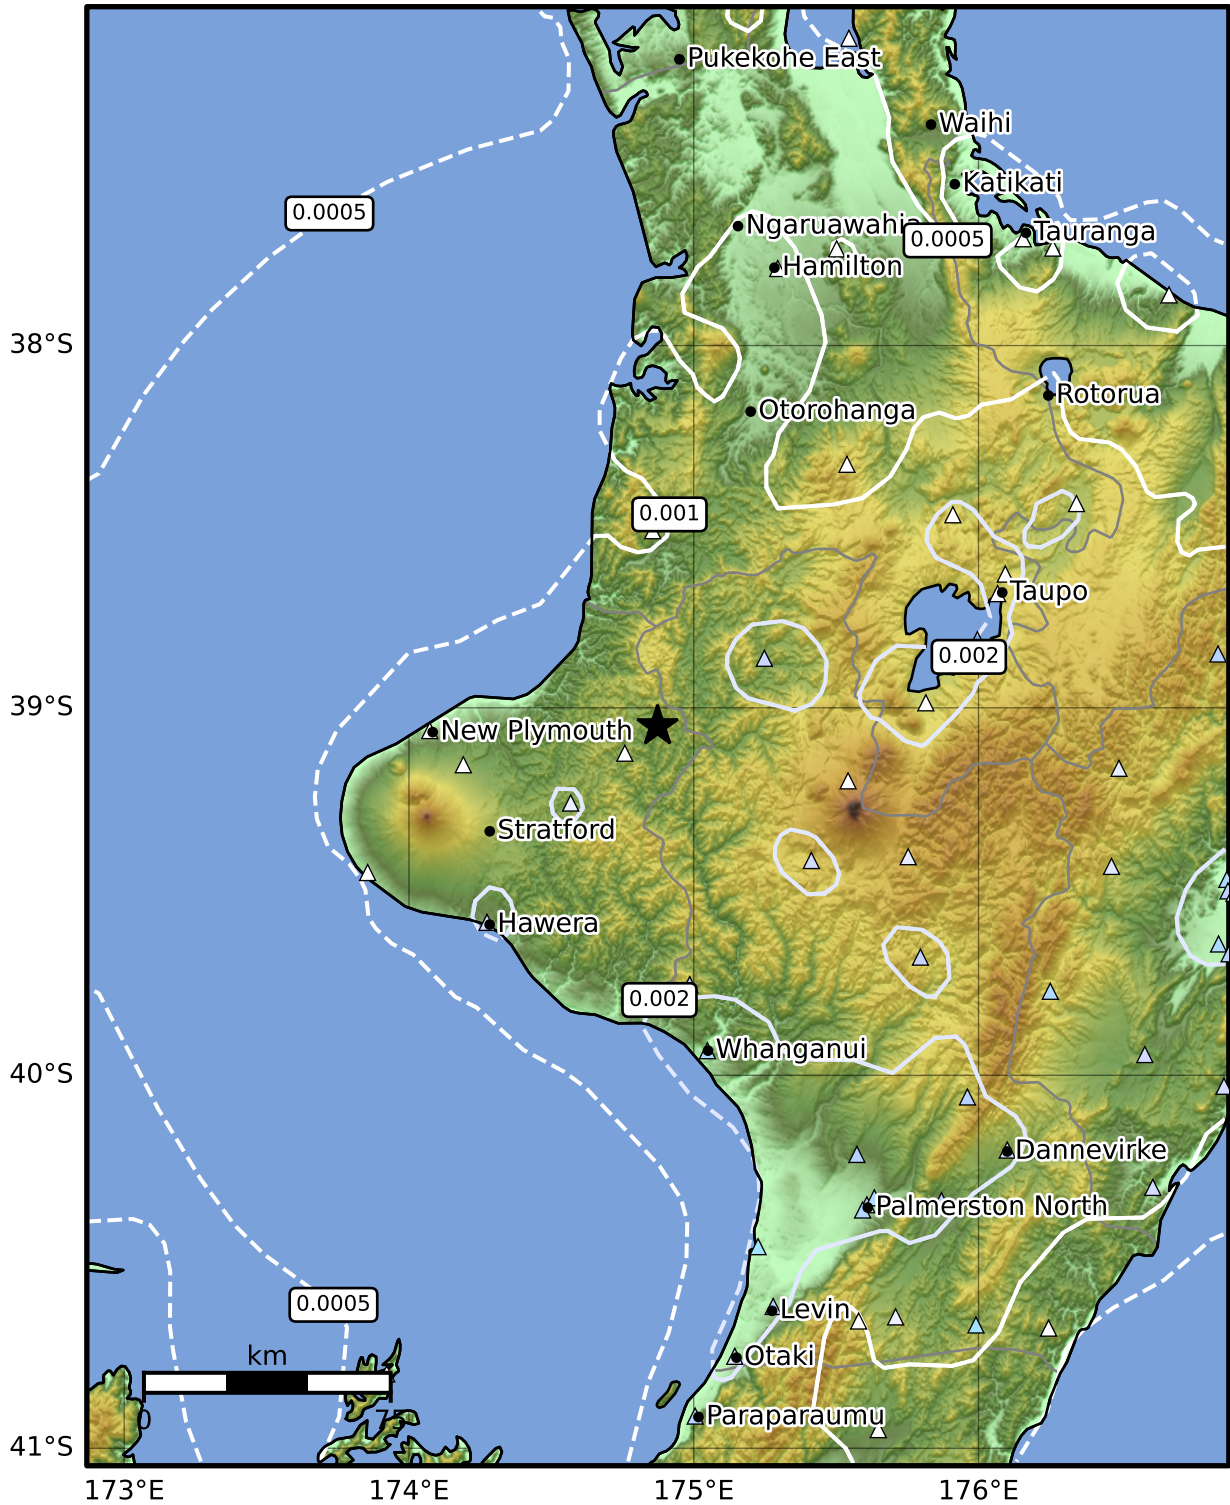 Pukekohe East
Waihi
Katikati
0.0005
Ngaruawahia
Tauranga
0.0005
Hamilton
38°S
Rotorua
Otorohanga
0.001
Taupo
0.002
39°S
New Plymouth
Stratford
Hawera
0.002
Whanganui
40°S
Dannevirke
Palmerston North
0.0005
Levin
km
Otaki
0
Paraparaumu
41°S
173°E 174°E 175°E 176°E